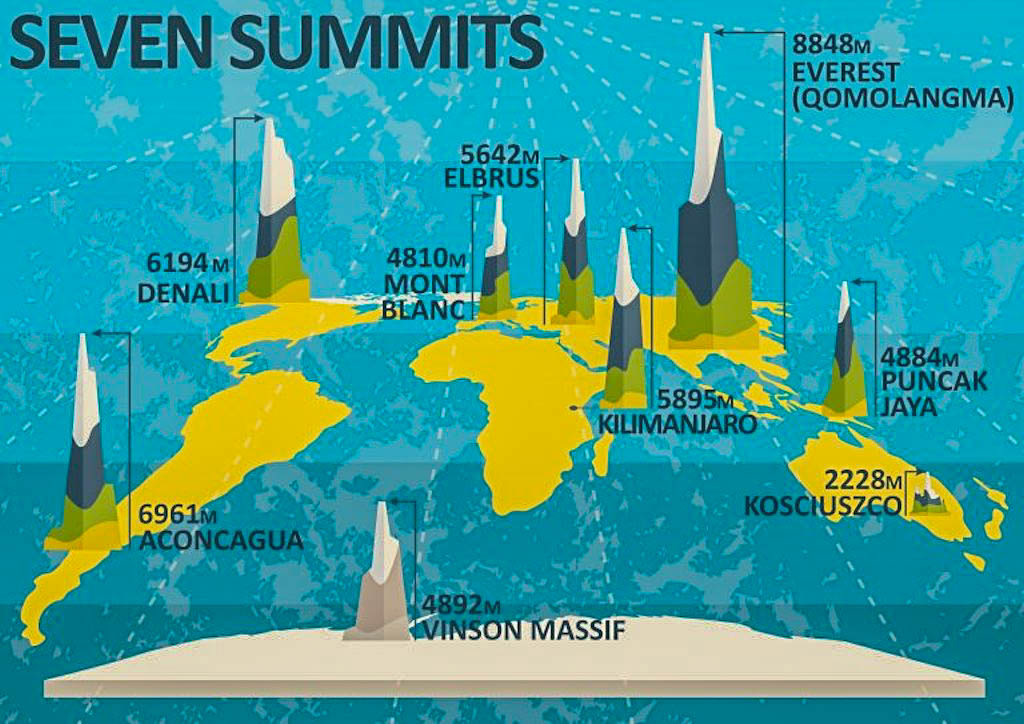 SEVEN SUMMITS
8848M
EVEREST
(QOMOLANGMA)
5642M
ELBRUS
6194M
DENALI
4810M
MONT
BLANC
4884M
PUNCAK
JAYA
5895M
KILIMANJARO
2228M
KOSCIUSZCO
6961M
ACONCAGUA
4892M
VINSON MASSIF